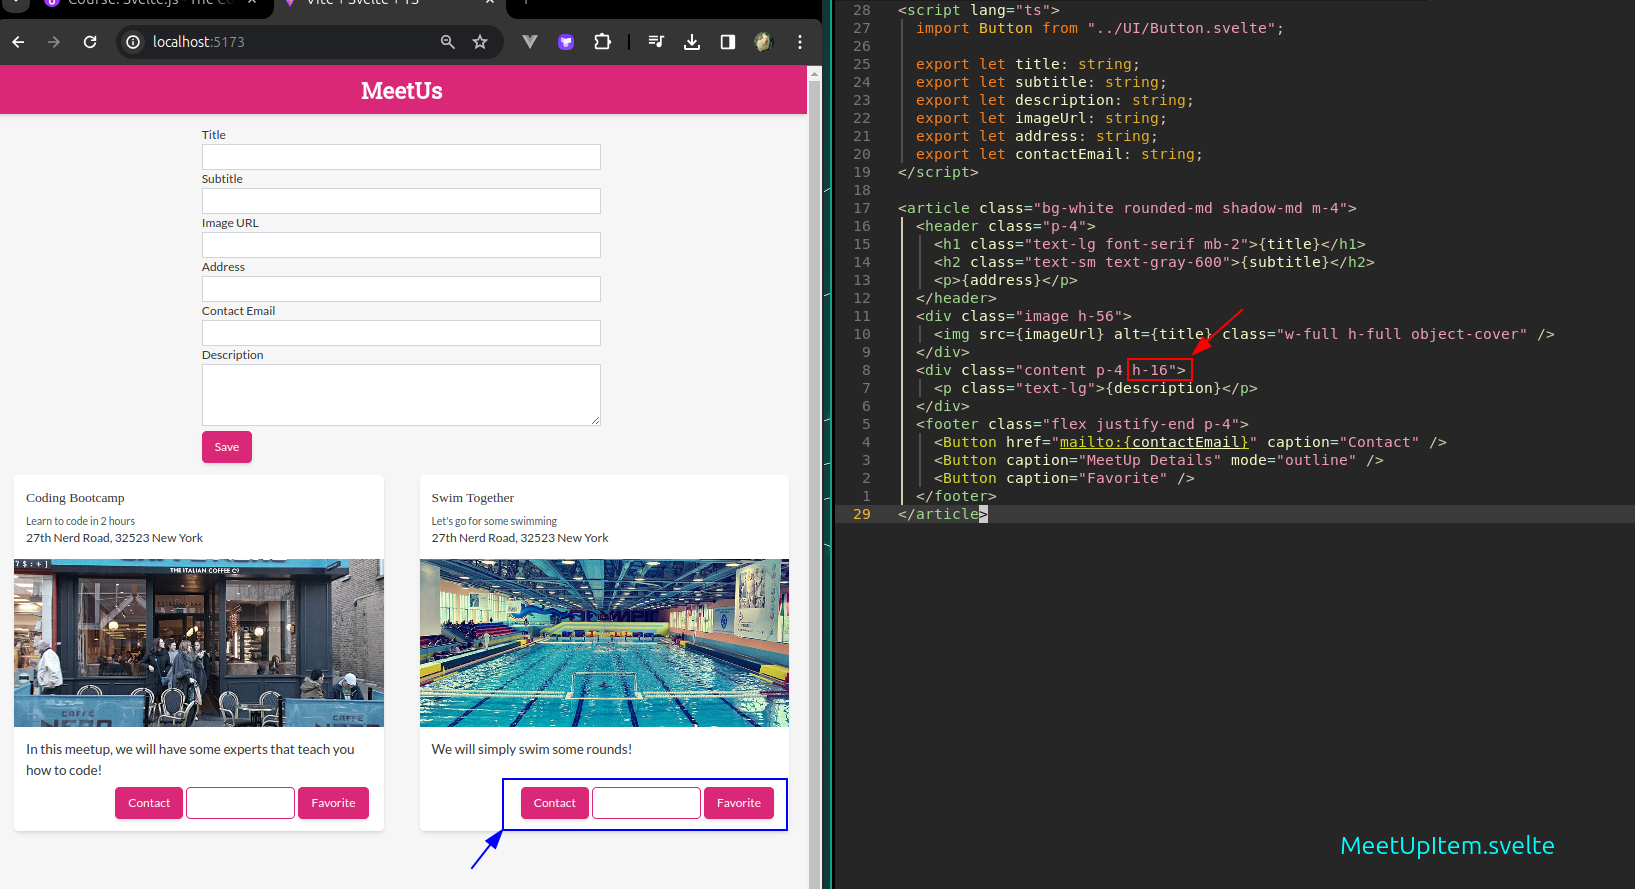 Course: Svelte.js - The Co
Vite + Svelte + TS
localhost:5173
MeetUs
Title
Subtitle
Image URL
Address
Contact Email
Description
Save
Coding Bootcamp
Learn to code in 2 hours
27th Nerd Road, 32523 New York
THE ITALIAN COFFEE Co
CAFFÈ
NERO
CAFFÈ
In this meetup, we will have some experts that teach you
how to code!
Contact
Favorite
Swim Together
Let's go for some swimming
27th Nerd Road, 32523 New York
We will simply swim some rounds!
Contact
Favorite
28 <script lang="ts">
27 import Button from "../UI/Button.svelte";
26
25 export let title: string;
24 export let subtitle: string;
23 export let description: string;
22 export let imageUrl: string;
21 export let address: string;
20 export let contactEmail: string;
19 </script>
18
17 <article class="bg-white rounded-md shadow-md m-4">
16 <header class="p-4">
15 <h1 class="text-lg font-serif mb-2">{title}</h1>
14 <h2 class="text-sm text-gray-600">{subtitle}</h2>
13 <p>{address}</p>
12 </header>
11 <div class="image h-56">
10 <img src={imageUrl} alt={title} class="w-full h-full object-cover" />
9 </div>
8 <div class="content p-4 h-16">
7 <p class="text-lg">{description}</p>
6 </div>
5 <footer class="flex justify-end p-4">
4 <Button href="mailto:{contactEmail}" caption="Contact" />
3 <Button caption="MeetUp Details" mode="outline" />
2 <Button caption="Favorite" />
1 </footer>
29 </article>
MeetUpItem.svelte